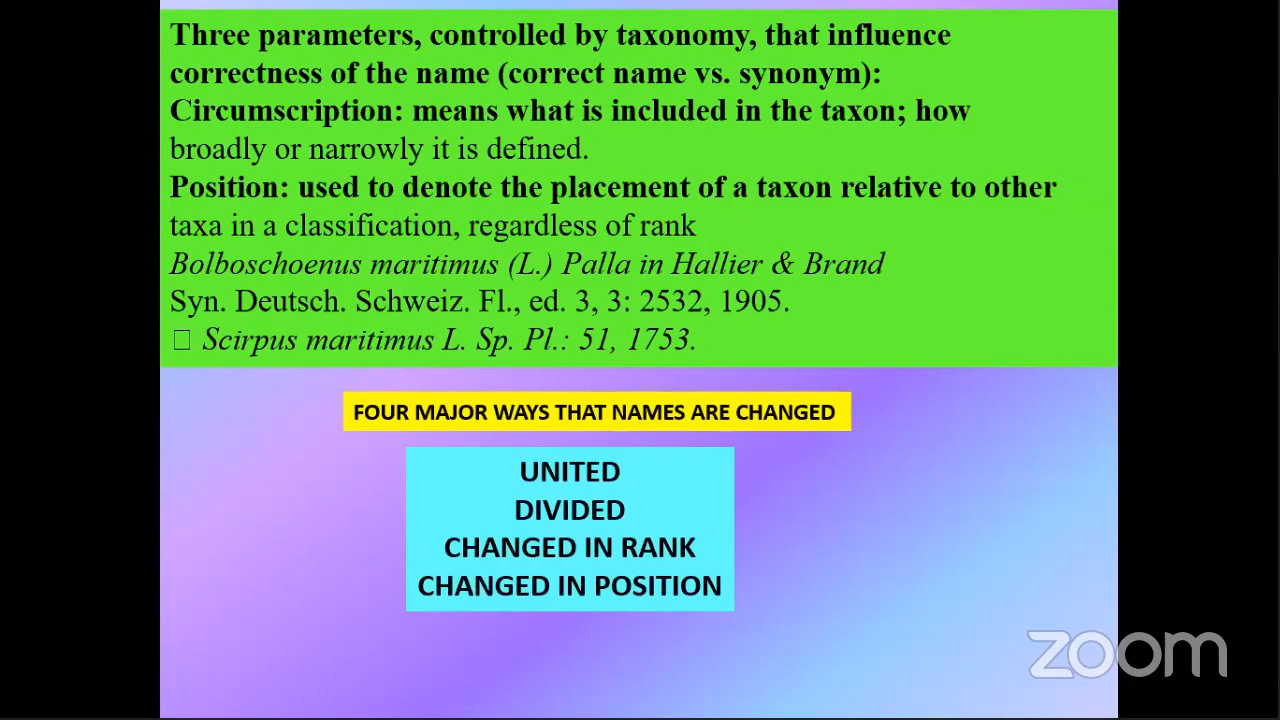 Three parameters, controlled by taxonomy, that influence
correctness of the name (correct name vs. synonym):
Circumscription: means what is included in the taxon; how
broadly or narrowly it is defined.
Position: used to denote the placement of a taxon relative to other
taxa in a classification, regardless of rank
Bolboschoenus maritimus (L.) Palla in Hallier & Brand
Syn. Deutsch. Schweiz. Fl., ed. 3, 3: 2532, 1905.
□ Scirpus maritimus L. Sp. Pl.: 51, 1753.
FOUR MAJOR WAYS THAT NAMES ARE CHANGED
UNITED
DIVIDED
CHANGED IN RANK
CHANGED IN POSITION
zoom